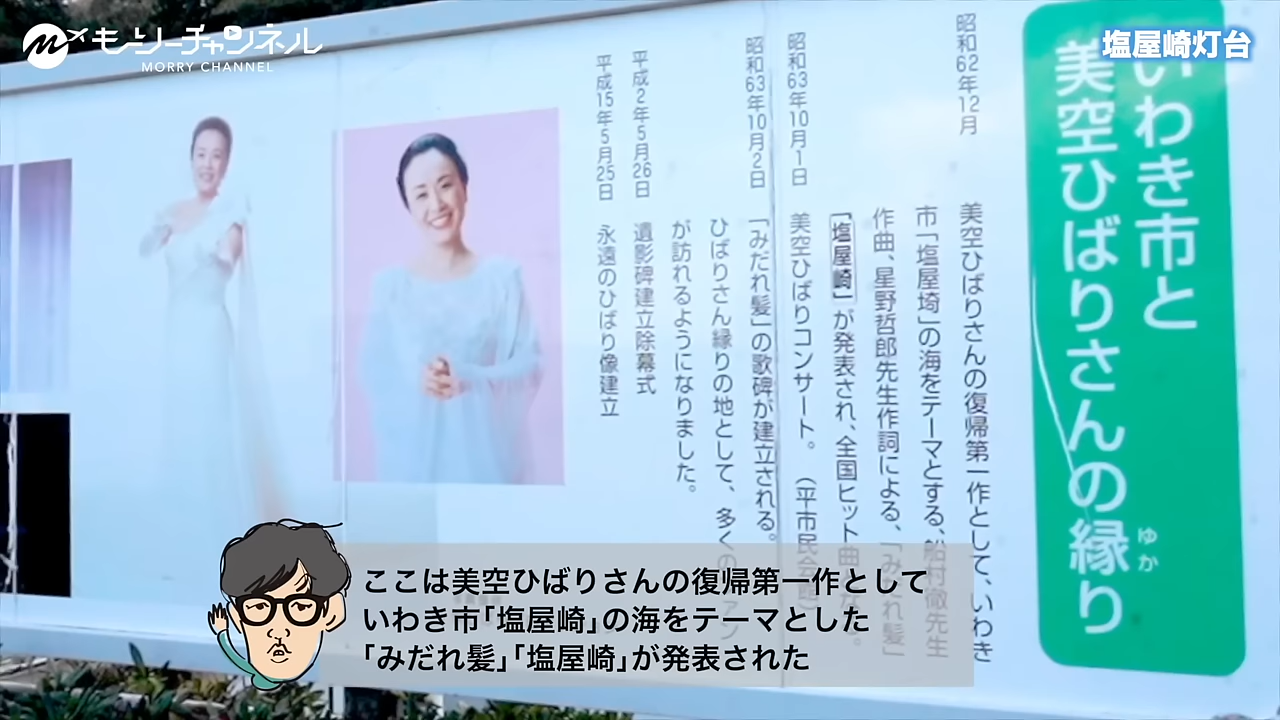 もーリーチャンネル
MORRY CHANNEL
塩屋崎灯台
いわき市と
美空ひばりさんの縁り
ゆか
昭和62年12月
美空ひばりさんの復帰第一作として、いわき
市「塩屋埼」の海をテーマとする、船村徹先生
作曲、星野哲郎先生作詞による、「みだれ髪」
「塩屋崎」が発表され、全国ヒット曲
昭和63年10月1日
美空ひばりコンサート。(平市民会館)
昭和63年10月2日
「みだれ髪」の歌碑が建立される。
ひばりさん縁りの地として、多くの
が訪れるようになりました。
平成2年5月26日
遺影碑建立除幕式
平成15年5月25日
永遠のひばり像建立
ここは美空ひばりさんの復帰第一作として
いわき市「塩屋崎」の海をテーマとした
「みだれ髪」「塩屋崎」が発表された